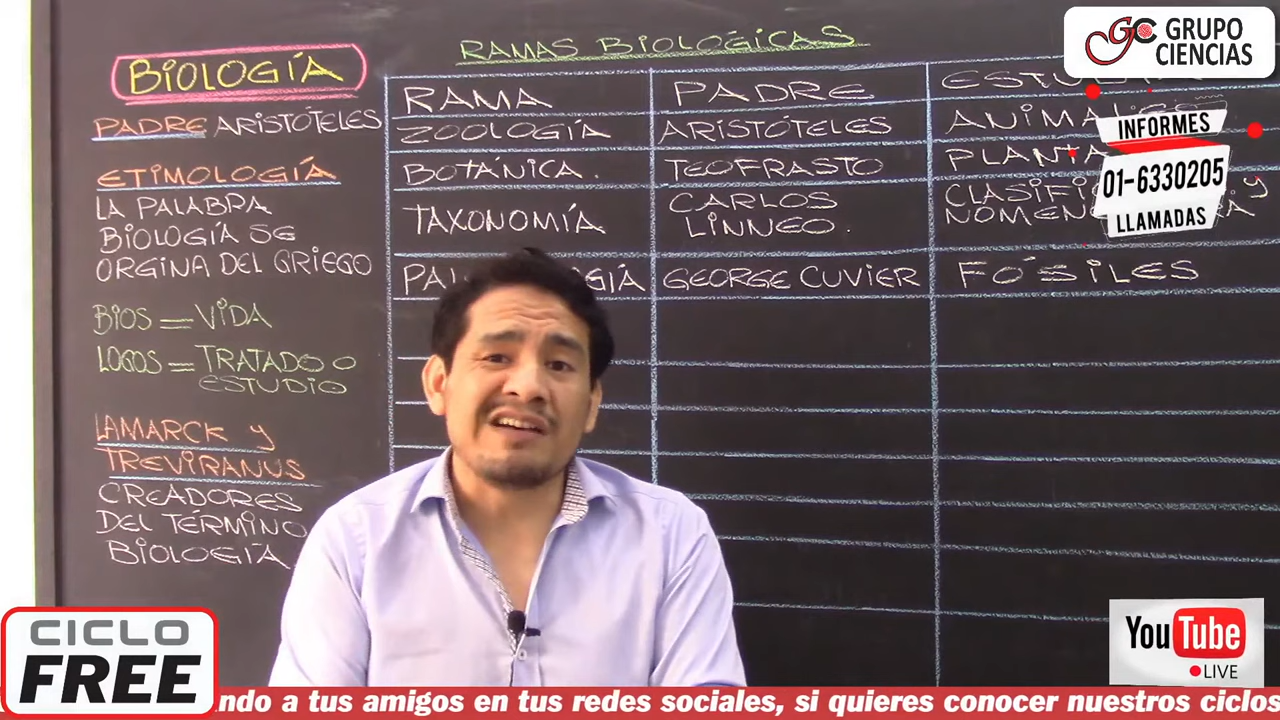 RAMAS BIOLÓGICAS
BIOLOGÍA
PADRE ARISTÓTELES
ETIMOLOGÍA
LA PALABRA
BIOLOGÍA SE
ORGINA DEL GRIEGO
BIOS = VIDA
LOGOS = TRATADO O
ESTUDIO
LAMARCK Y
TREVIRANUS
CREADORES
DEL TÉRMINO
BIOLOGÍA
RAMA PADRE
ZOOLOGÍA ARISTÓTELES
BOTÁNICA. TEOFRASTO
TAXONOMÍA CARLOS
LINNEO.
GEORGE CUVIER FÓSILES
GC GRUPO
CIENCIAS
INFORMES
01-6330205
LLAMADAS
CICLO
FREE
YouTube
LIVE
ando a tus amigos en tus redes sociales, si quieres conocer nuestros ciclos